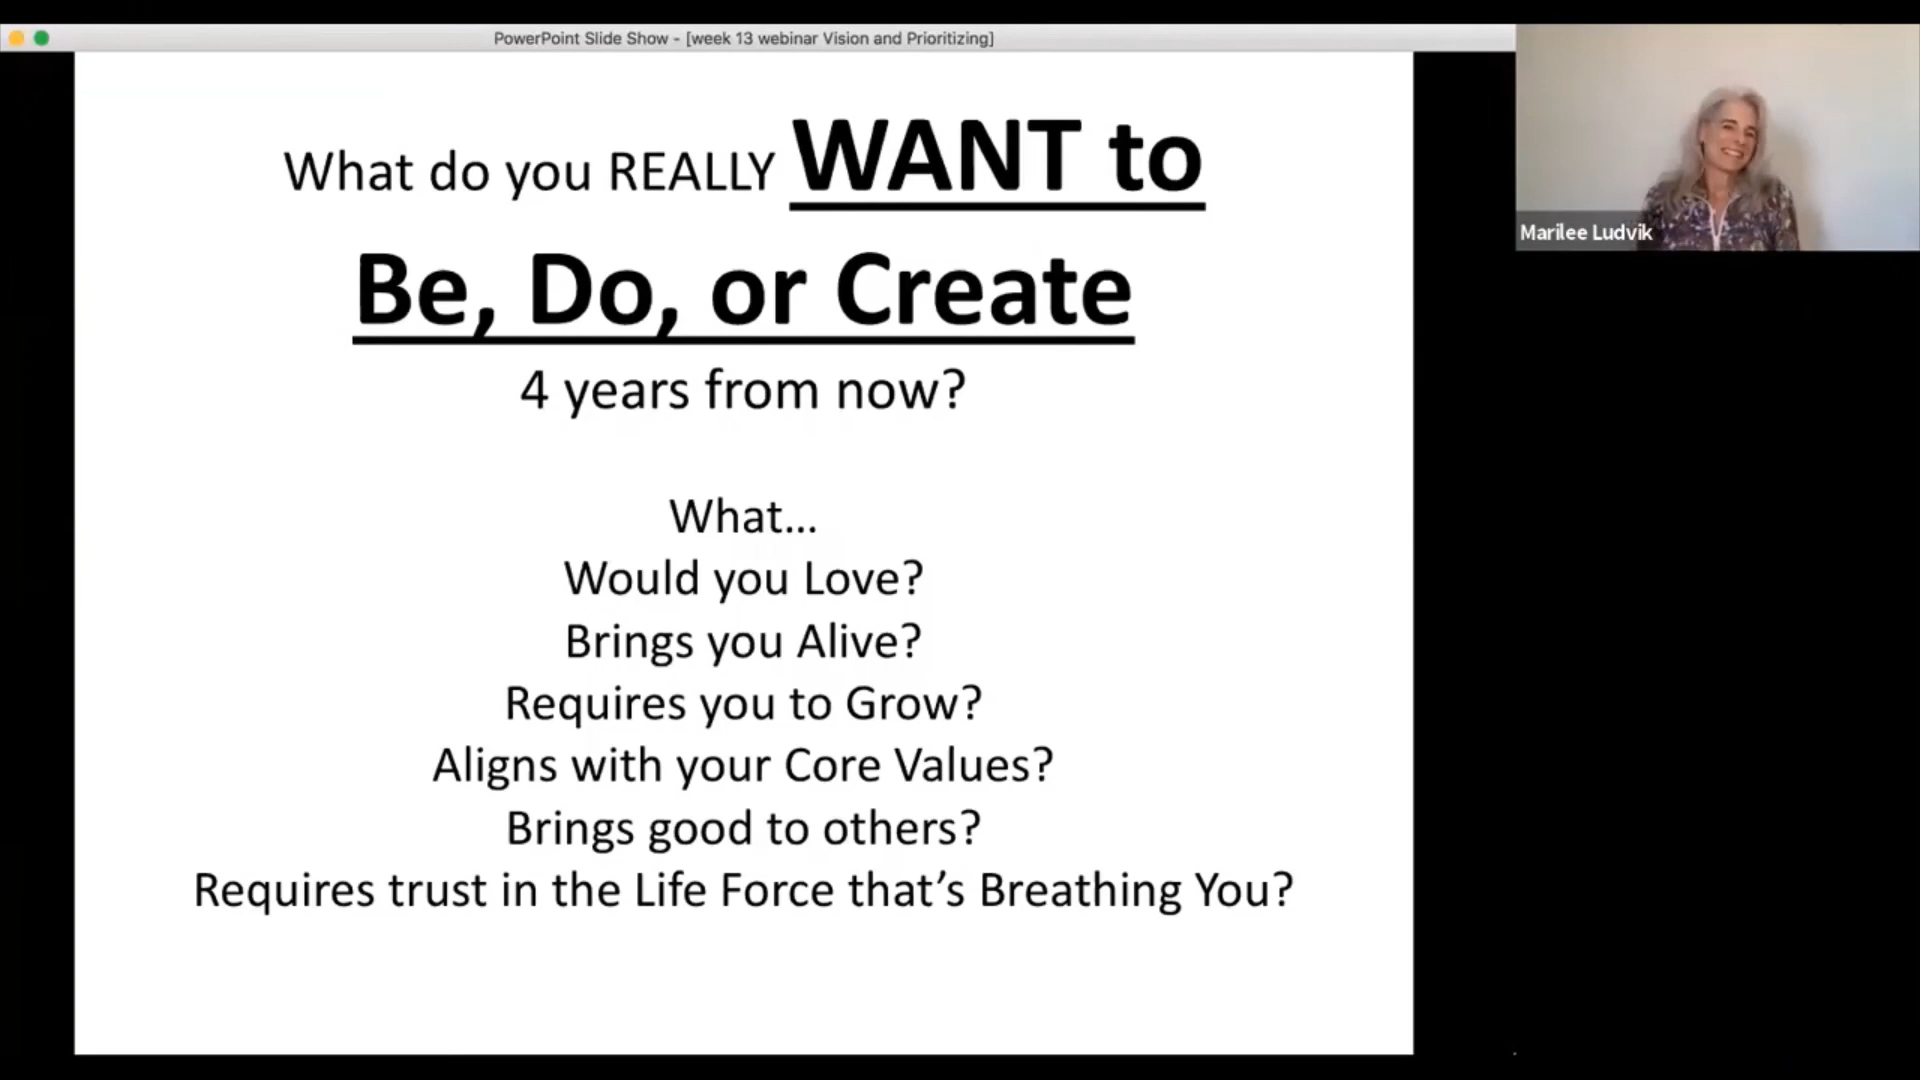 PowerPoint Slide Show - [week 13 webinar Vision and Prioritizing]
What do you REALLY WANT to
Be, Do, or Create
4 years from now?
What...
Would you Love?
Brings you Alive?
Requires you to Grow?
Aligns with your Core Values?
Brings good to others?
Requires trust in the Life Force that’s Breathing You?
Marilee Ludvik